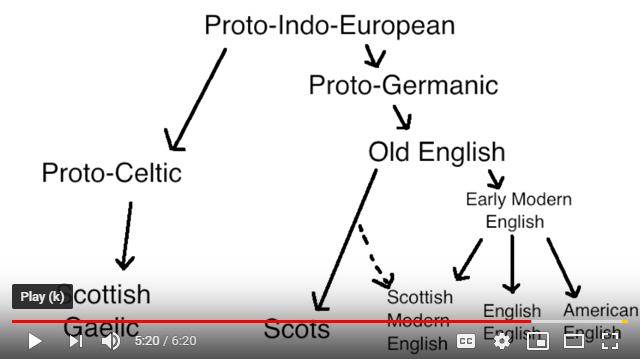 Proto-Indo-European
Proto-Germanic
Old English
Proto-Celtic
Early Modern
English
Play (k)
Scottish
Gaelic
Scots
Scottish
Modern
English
English
English
American
English
5:20 / 6:20
CC